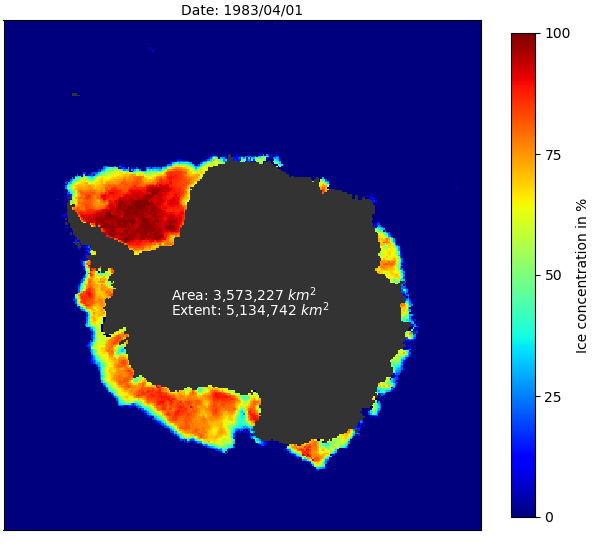 Date: 1983/04/01
Area: 3,573,227 km²
Extent: 5,134,742 km²
100
75
50
25
0
Ice concentration in %